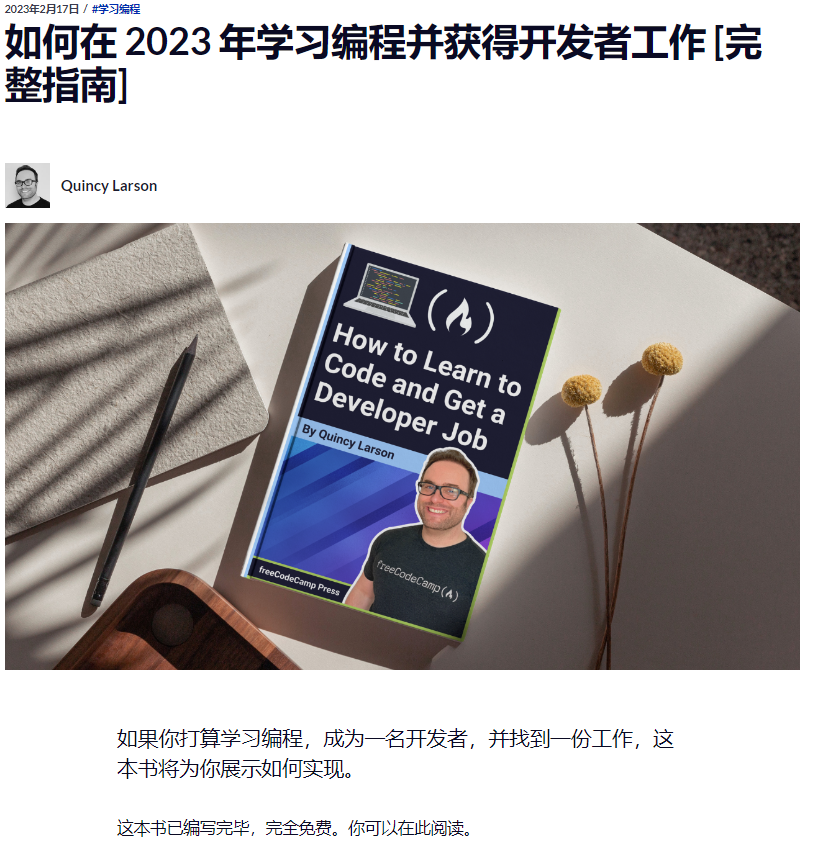 2023年2月17日 / #学习编程
如何在 2023 年学习编程并获得开发者工作 [完
整指南]
Quincy Larson
How to Learn to
Code and Get a
Developer Job
By Quincy Larson
freeCodeCamp(
freeCodeCamp Press
如果你打算学习编程，成为一名开发者，并找到一份工作，这
本书将为你展示如何实现。
这本书已编写完毕，完全免费。你可以在此阅读。